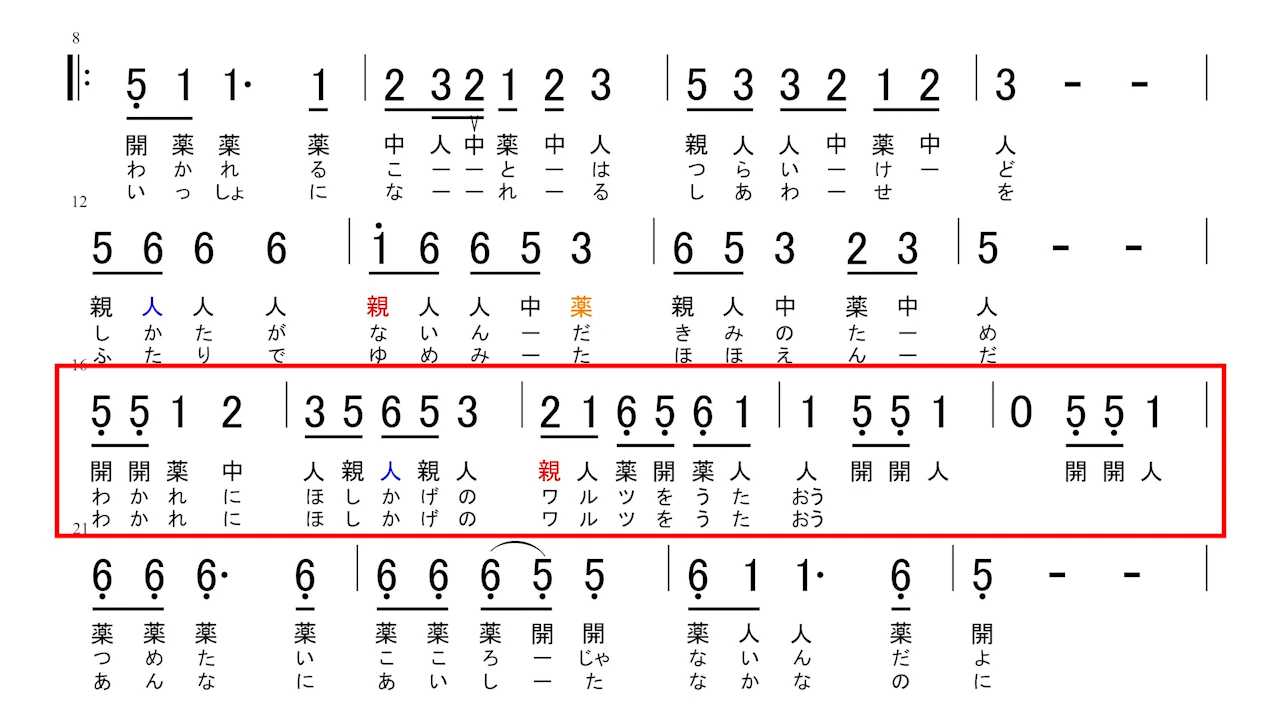 8
5 1 1· 1 2 3 2 1 2 3 5 3 3 2 1 2 3 - -
V
開 薬 薬 薬 中 人 中 薬 中 人 親 人 人 中 薬 中 人
わ か れ る こ ー ー と ー は つ ら い ー け ー ど
い っ しょ に な ー ー れ ー る し あ わ ー せ を
12
5 6 6 6 1 6 6 5 3 6 5 3 2 3 5 - -
親 人 人 人 親 人 人 中 薬 親 人 中 薬 中 人
し か た が な い ん ー だ き み の た ー め
ふ た り で ゆ め み ー た ほ ほ え ん ー だ
16
5 5 1 2 3 5 6 5 3 2 1 6 5 6 1 1 5 5 1 0 5 5 1
開 開 薬 中 人 親 人 親 人 親 人 薬 開 薬 人 人 開 開 人 開 開 人
わ か れ に ほ し か げ の ワ ル ツ を う た おう
わ か れ に ほ し か げ の ワ ル ツ を う た おう
21
6 6 6· 6 6 6 6 5 5 6 1 1· 6 5 - -
薬 薬 薬 薬 薬 薬 薬 開 開 薬 人 人 薬 開
つ め た い こ こ ろ ー じゃ な い ん だ よ
あ ん な に あ い し ー た な か な の に